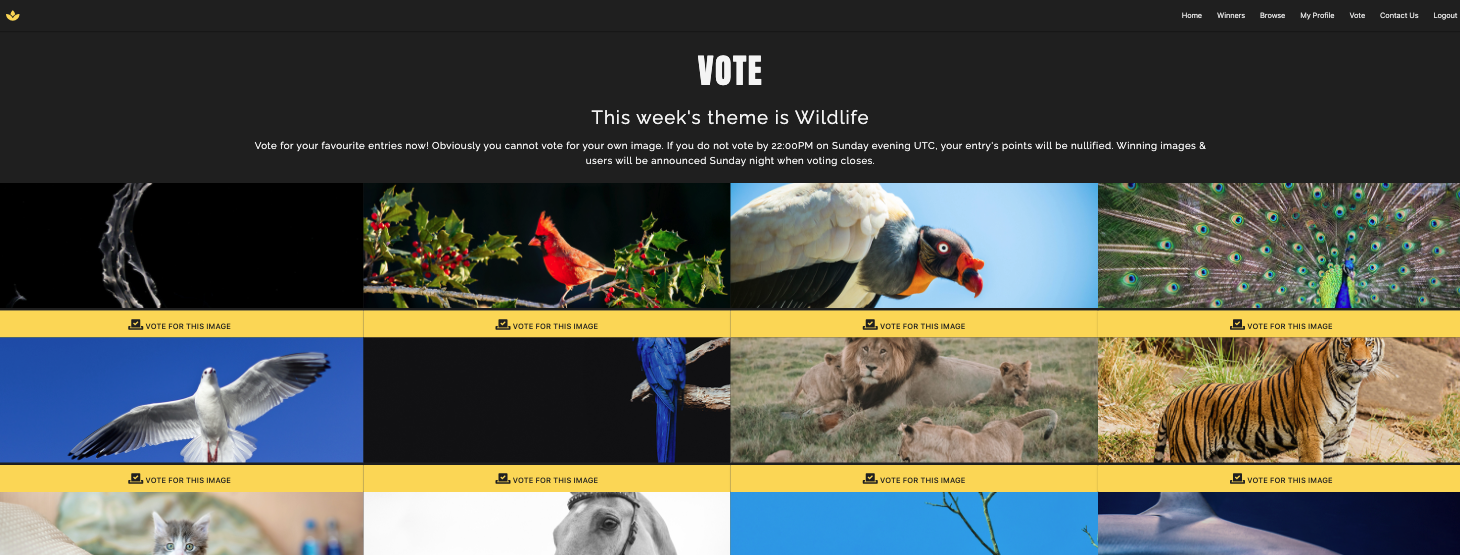 Home Winners Browse My Profile Vote Contact Us Logout
VOTE
This week's theme is Wildlife
Vote for your favourite entries now! Obviously you cannot vote for your own image. If you do not vote by 22:00PM on Sunday evening UTC, your entry's points will be nullified. Winning images &
users will be announced Sunday night when voting closes.
VOTE FOR THIS IMAGE VOTE FOR THIS IMAGE VOTE FOR THIS IMAGE VOTE FOR THIS IMAGE
VOTE FOR THIS IMAGE VOTE FOR THIS IMAGE VOTE FOR THIS IMAGE VOTE FOR THIS IMAGE